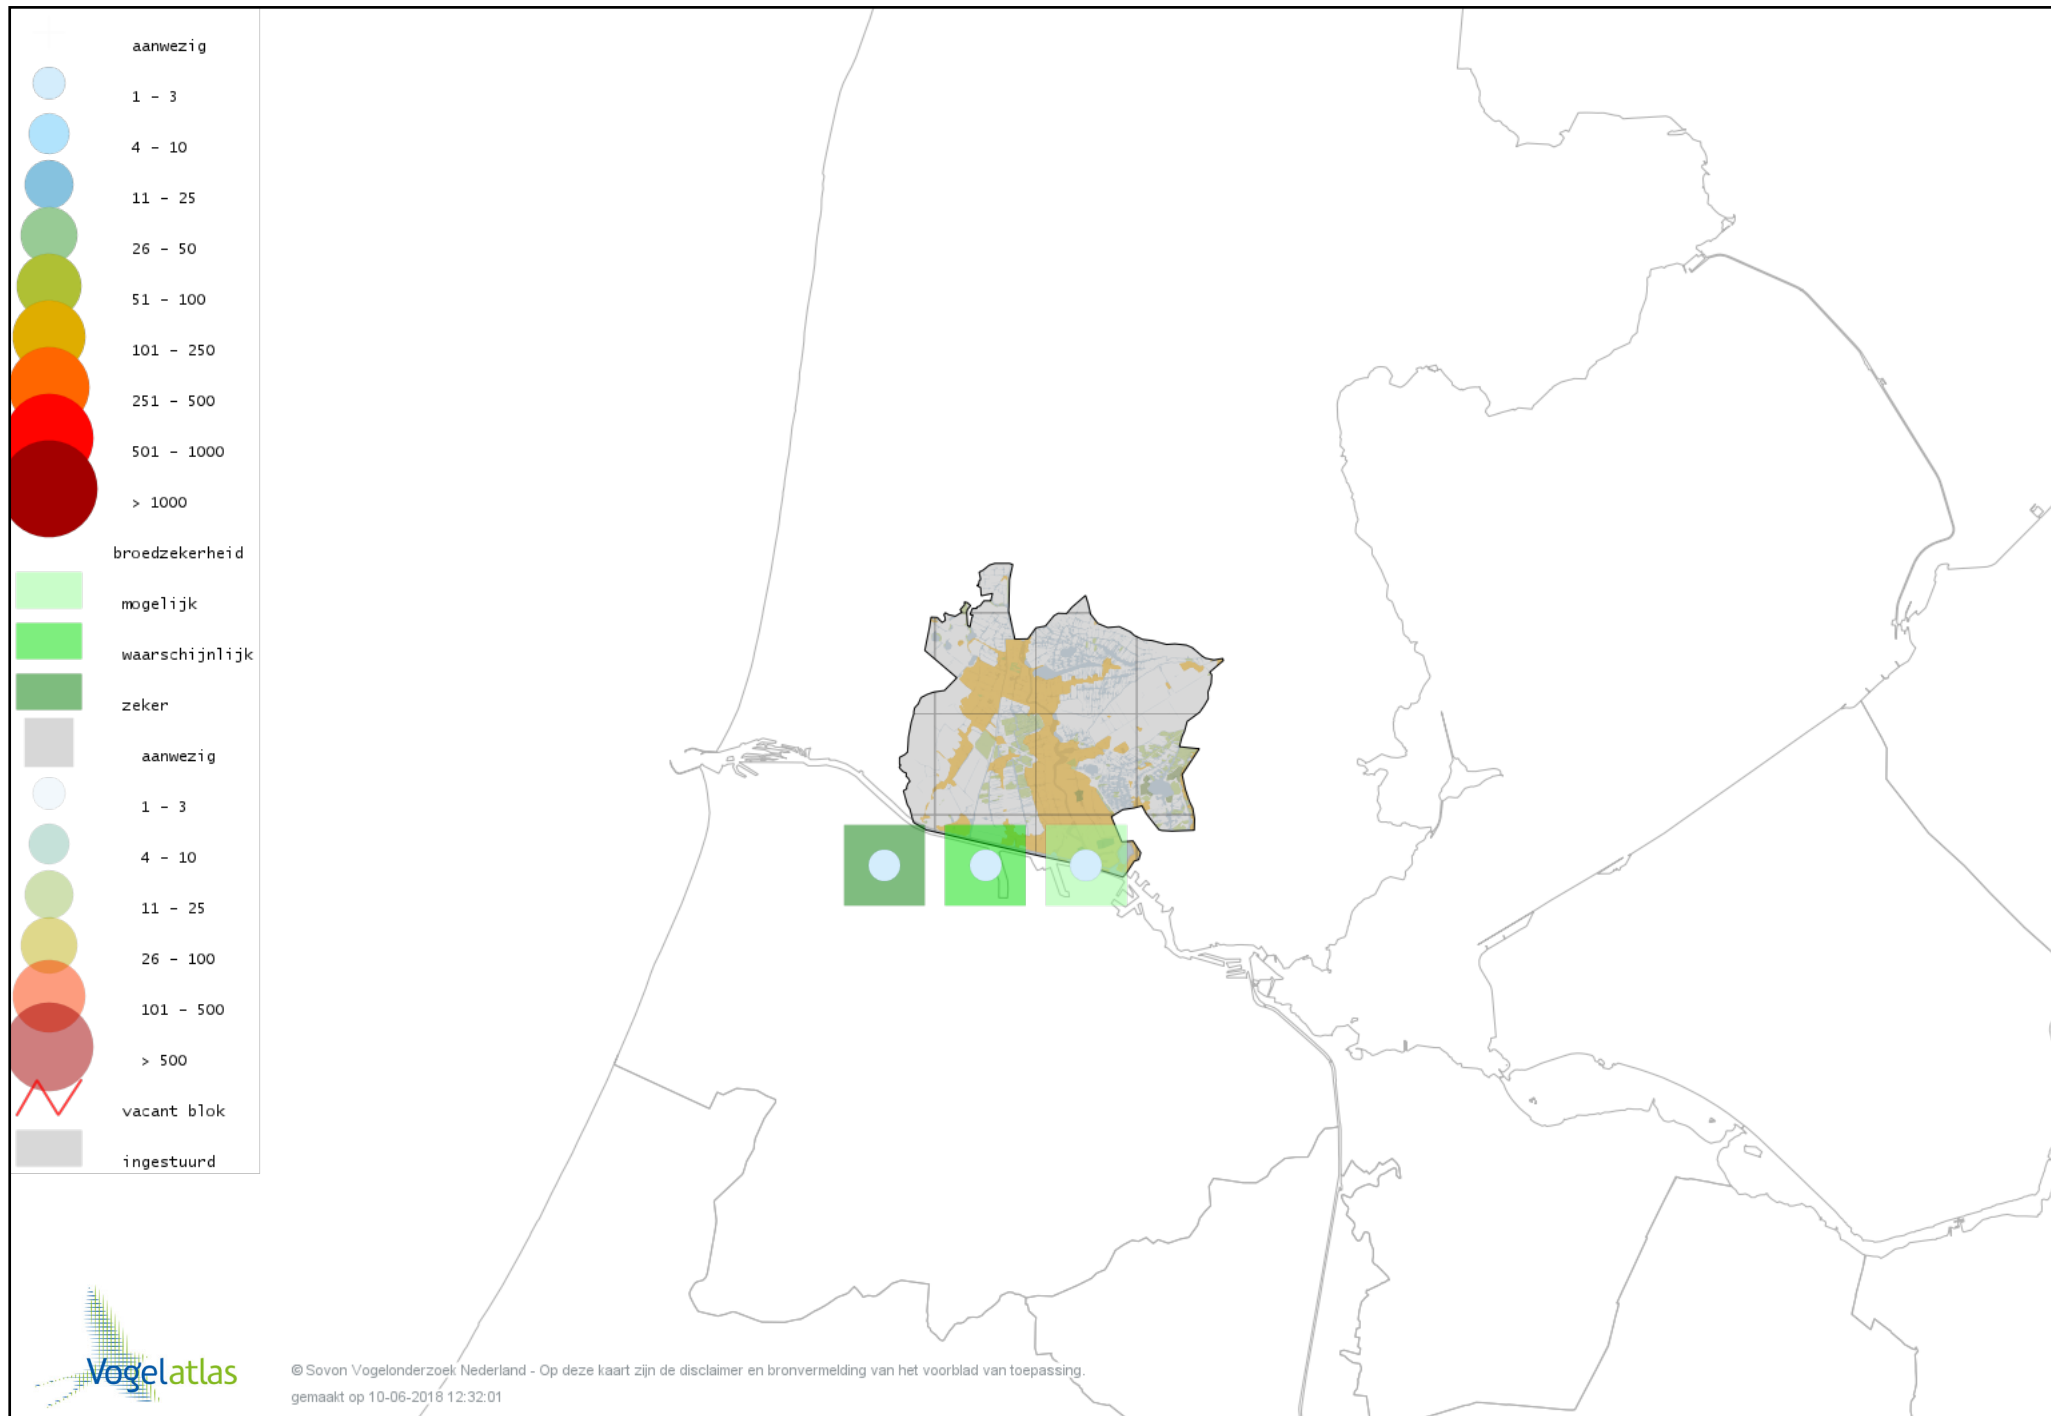 aanwezig
1 - 3
4 - 10
11 - 25
26 - 50
51 - 100
101 - 250
251 - 500
501 - 1000
> 1000
broedzekerheid
mogelijk
waarschijnlijk
zeker
aanwezig
1 - 3
4 - 10
11 - 25
26 - 100
101 - 500
> 500
vacant blok
ingestuurd
Vogelatlas
© Sovon Vogelonderzoek Nederland - Op deze kaart zijn de disclaimer en bronvermelding van het voorblad van toepassing.
gemaakt op 10-06-2018 12:32:01